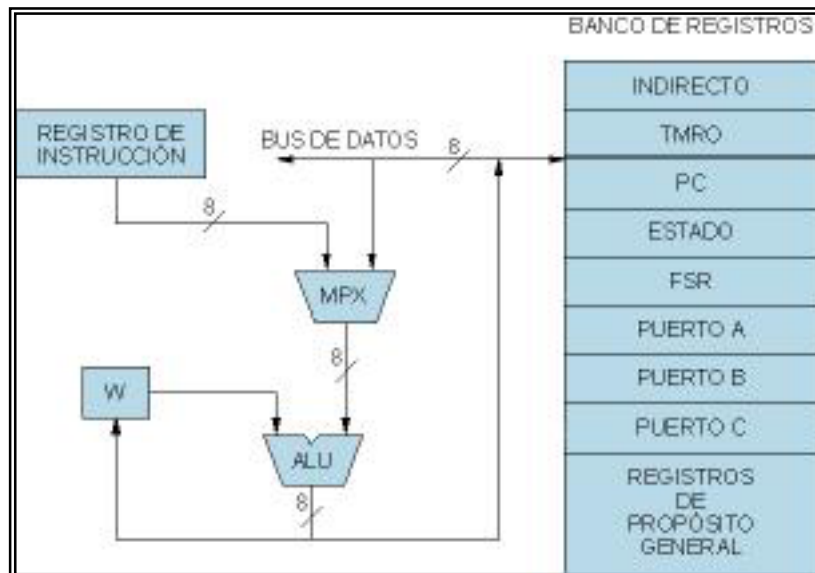 BANCO DE REGISTROS
INDIRECTO
REGISTRO DE
INSTRUCCIÓN
BUS DE DATOS
8
TMRO
PC
8
ESTADO
MPX
FSR
PUERTO A
8
W
PUERTO B
ALU
PUERTO C
8
REGISTROS
DE
PROPÓSITO
GENERAL